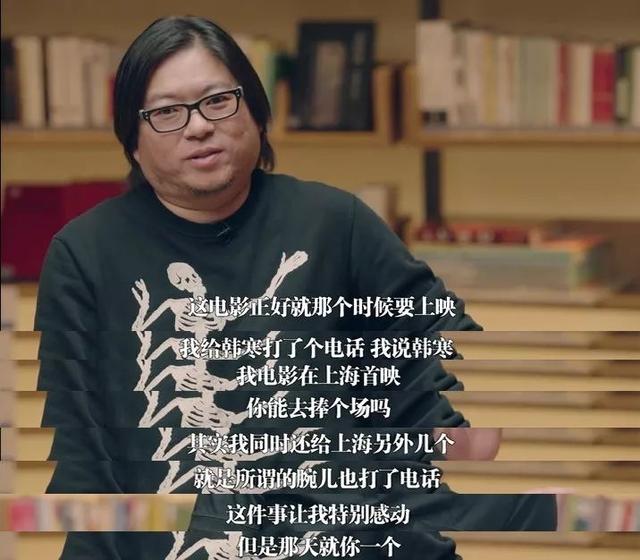 这电影正好就那个时候要上映
我给韩寒打了个电话 我说韩寒
我电影在上海首映
你能去捧个场吗
其实我同时还给上海另外几个
就是所谓的腕儿也打了电话
这件事让我特别感动
但是那天就你一个